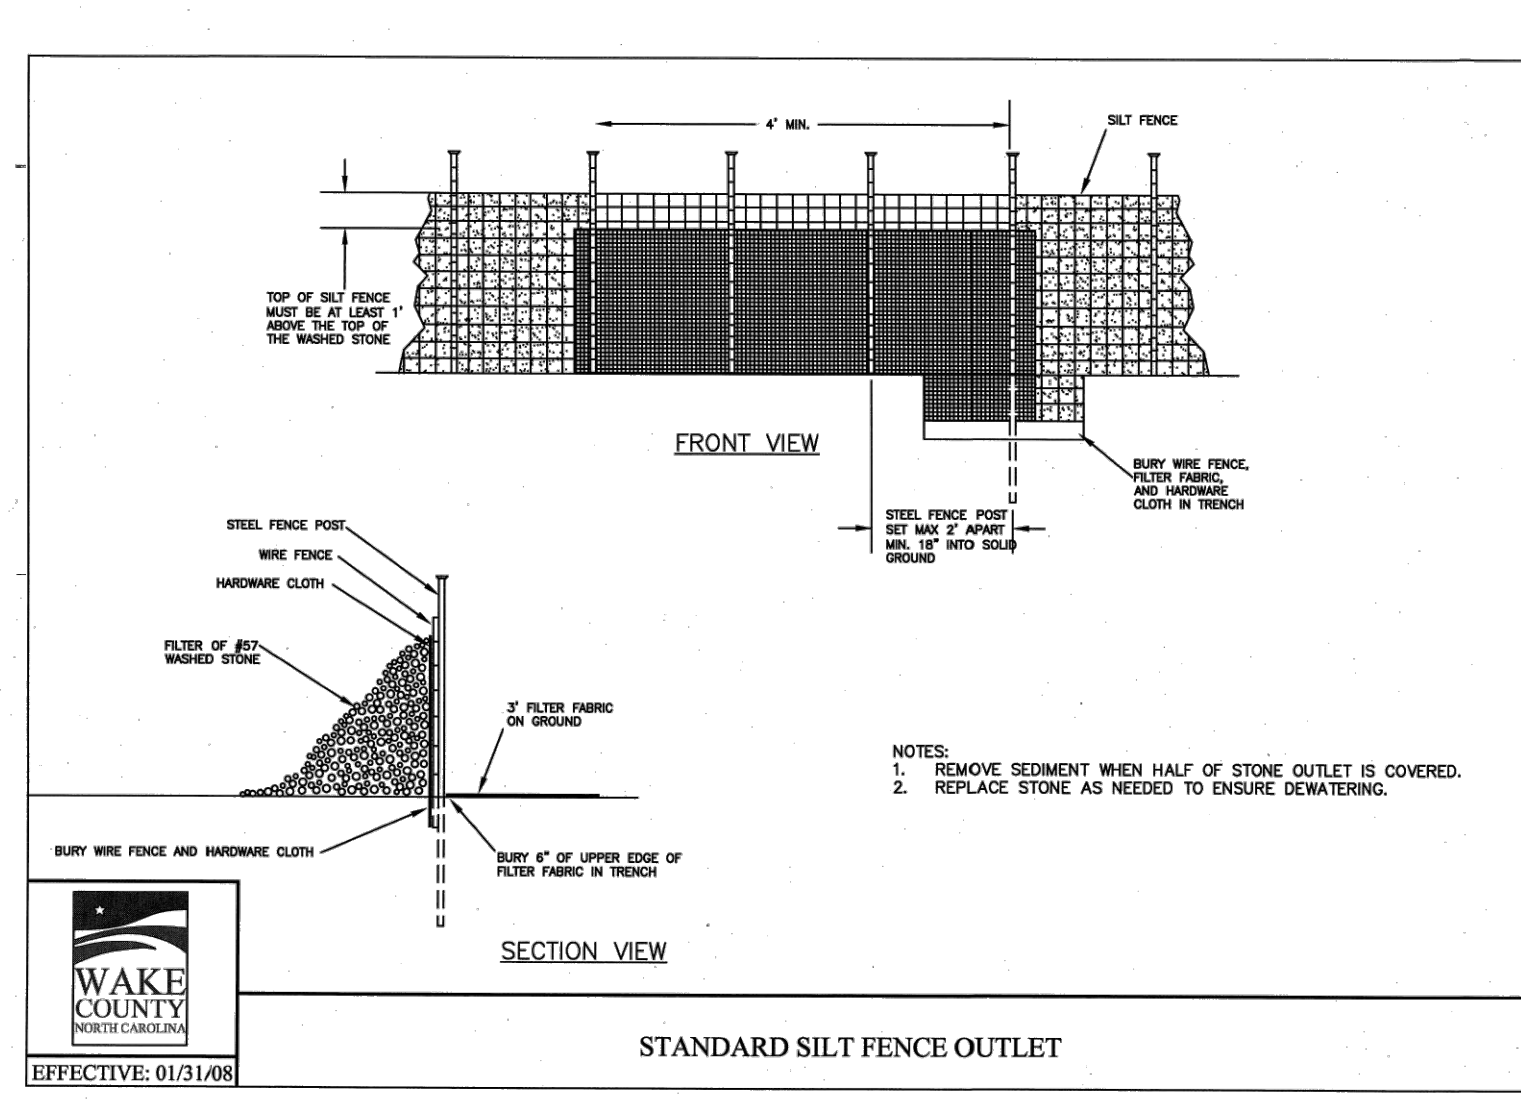 4' MIN.
SILT FENCE
TOP OF SILT FENCE
MUST BE AT LEAST 1'
ABOVE THE TOP OF
THE WASHED STONE
FRONT VIEW
BURY WIRE FENCE,
FILTER FABRIC,
AND HARDWARE
CLOTH IN TRENCH
STEEL FENCE POST
SET MAX 2' APART
MIN. 18" INTO SOLID
GROUND
STEEL FENCE POST
WIRE FENCE
HARDWARE CLOTH
FILTER OF #57
WASHED STONE
3' FILTER FABRIC
ON GROUND
BURY WIRE FENCE AND HARDWARE CLOTH
BURY 6" OF UPPER EDGE OF
FILTER FABRIC IN TRENCH
SECTION VIEW
NOTES:
1. REMOVE SEDIMENT WHEN HALF OF STONE OUTLET IS COVERED.
2. REPLACE STONE AS NEEDED TO ENSURE DEWATERING.
WAKE
COUNTY
NORTH CAROLINA
EFFECTIVE: 01/31/08
STANDARD SILT FENCE OUTLET